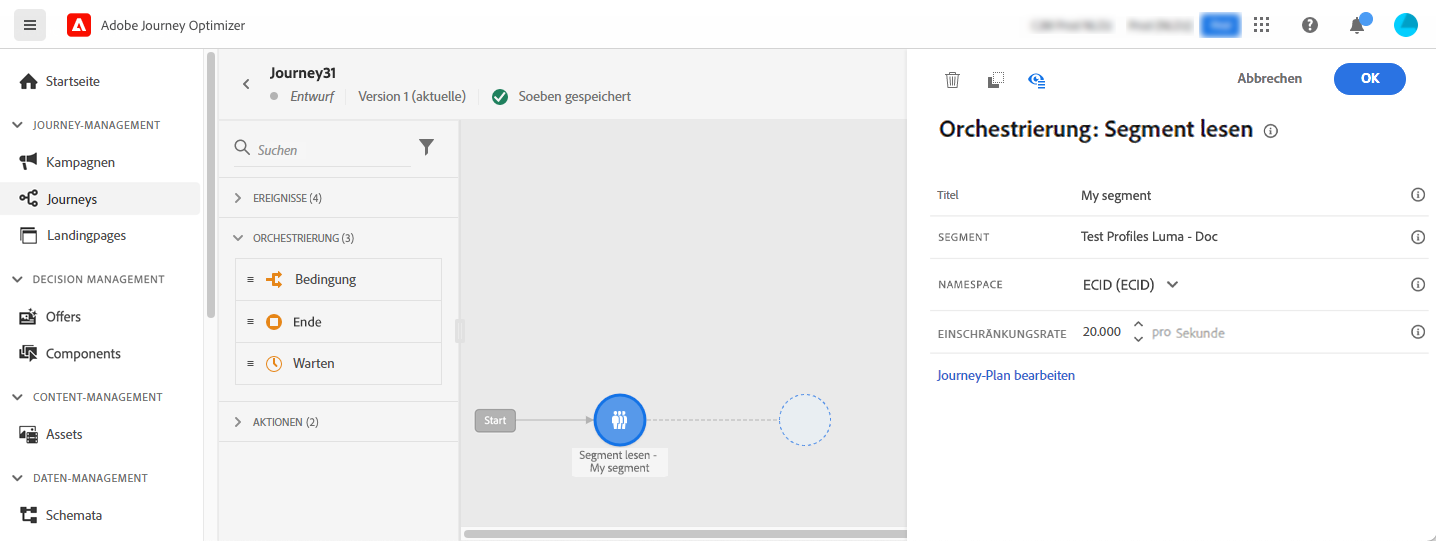 Adobe Journey Optimizer
Startseite
JOURNEY-MANAGEMENT
Kampagnen
Journeys
Landingpages
DECISION MANAGEMENT
Offers
Components
CONTENT-MANAGEMENT
Assets
DATEN-MANAGEMENT
Schemata
Journey31
Entwurf
Version 1 (aktuelle)
Soeben gespeichert
Suchen
EREIGNISSE (4)
ORCHESTRIERUNG (3)
Bedingung
Ende
Warten
AKTIONEN (2)
Start
Segment lesen -
My segment
Abbrechen
OK
Orchestrierung: Segment lesen
Titel My segment
SEGMENT Test Profiles Luma - Doc
NAMESPACE ECID (ECID)
EINSCHRÄNKUNGSRATE 20.000 pro Sekunde
Journey-Plan bearbeiten